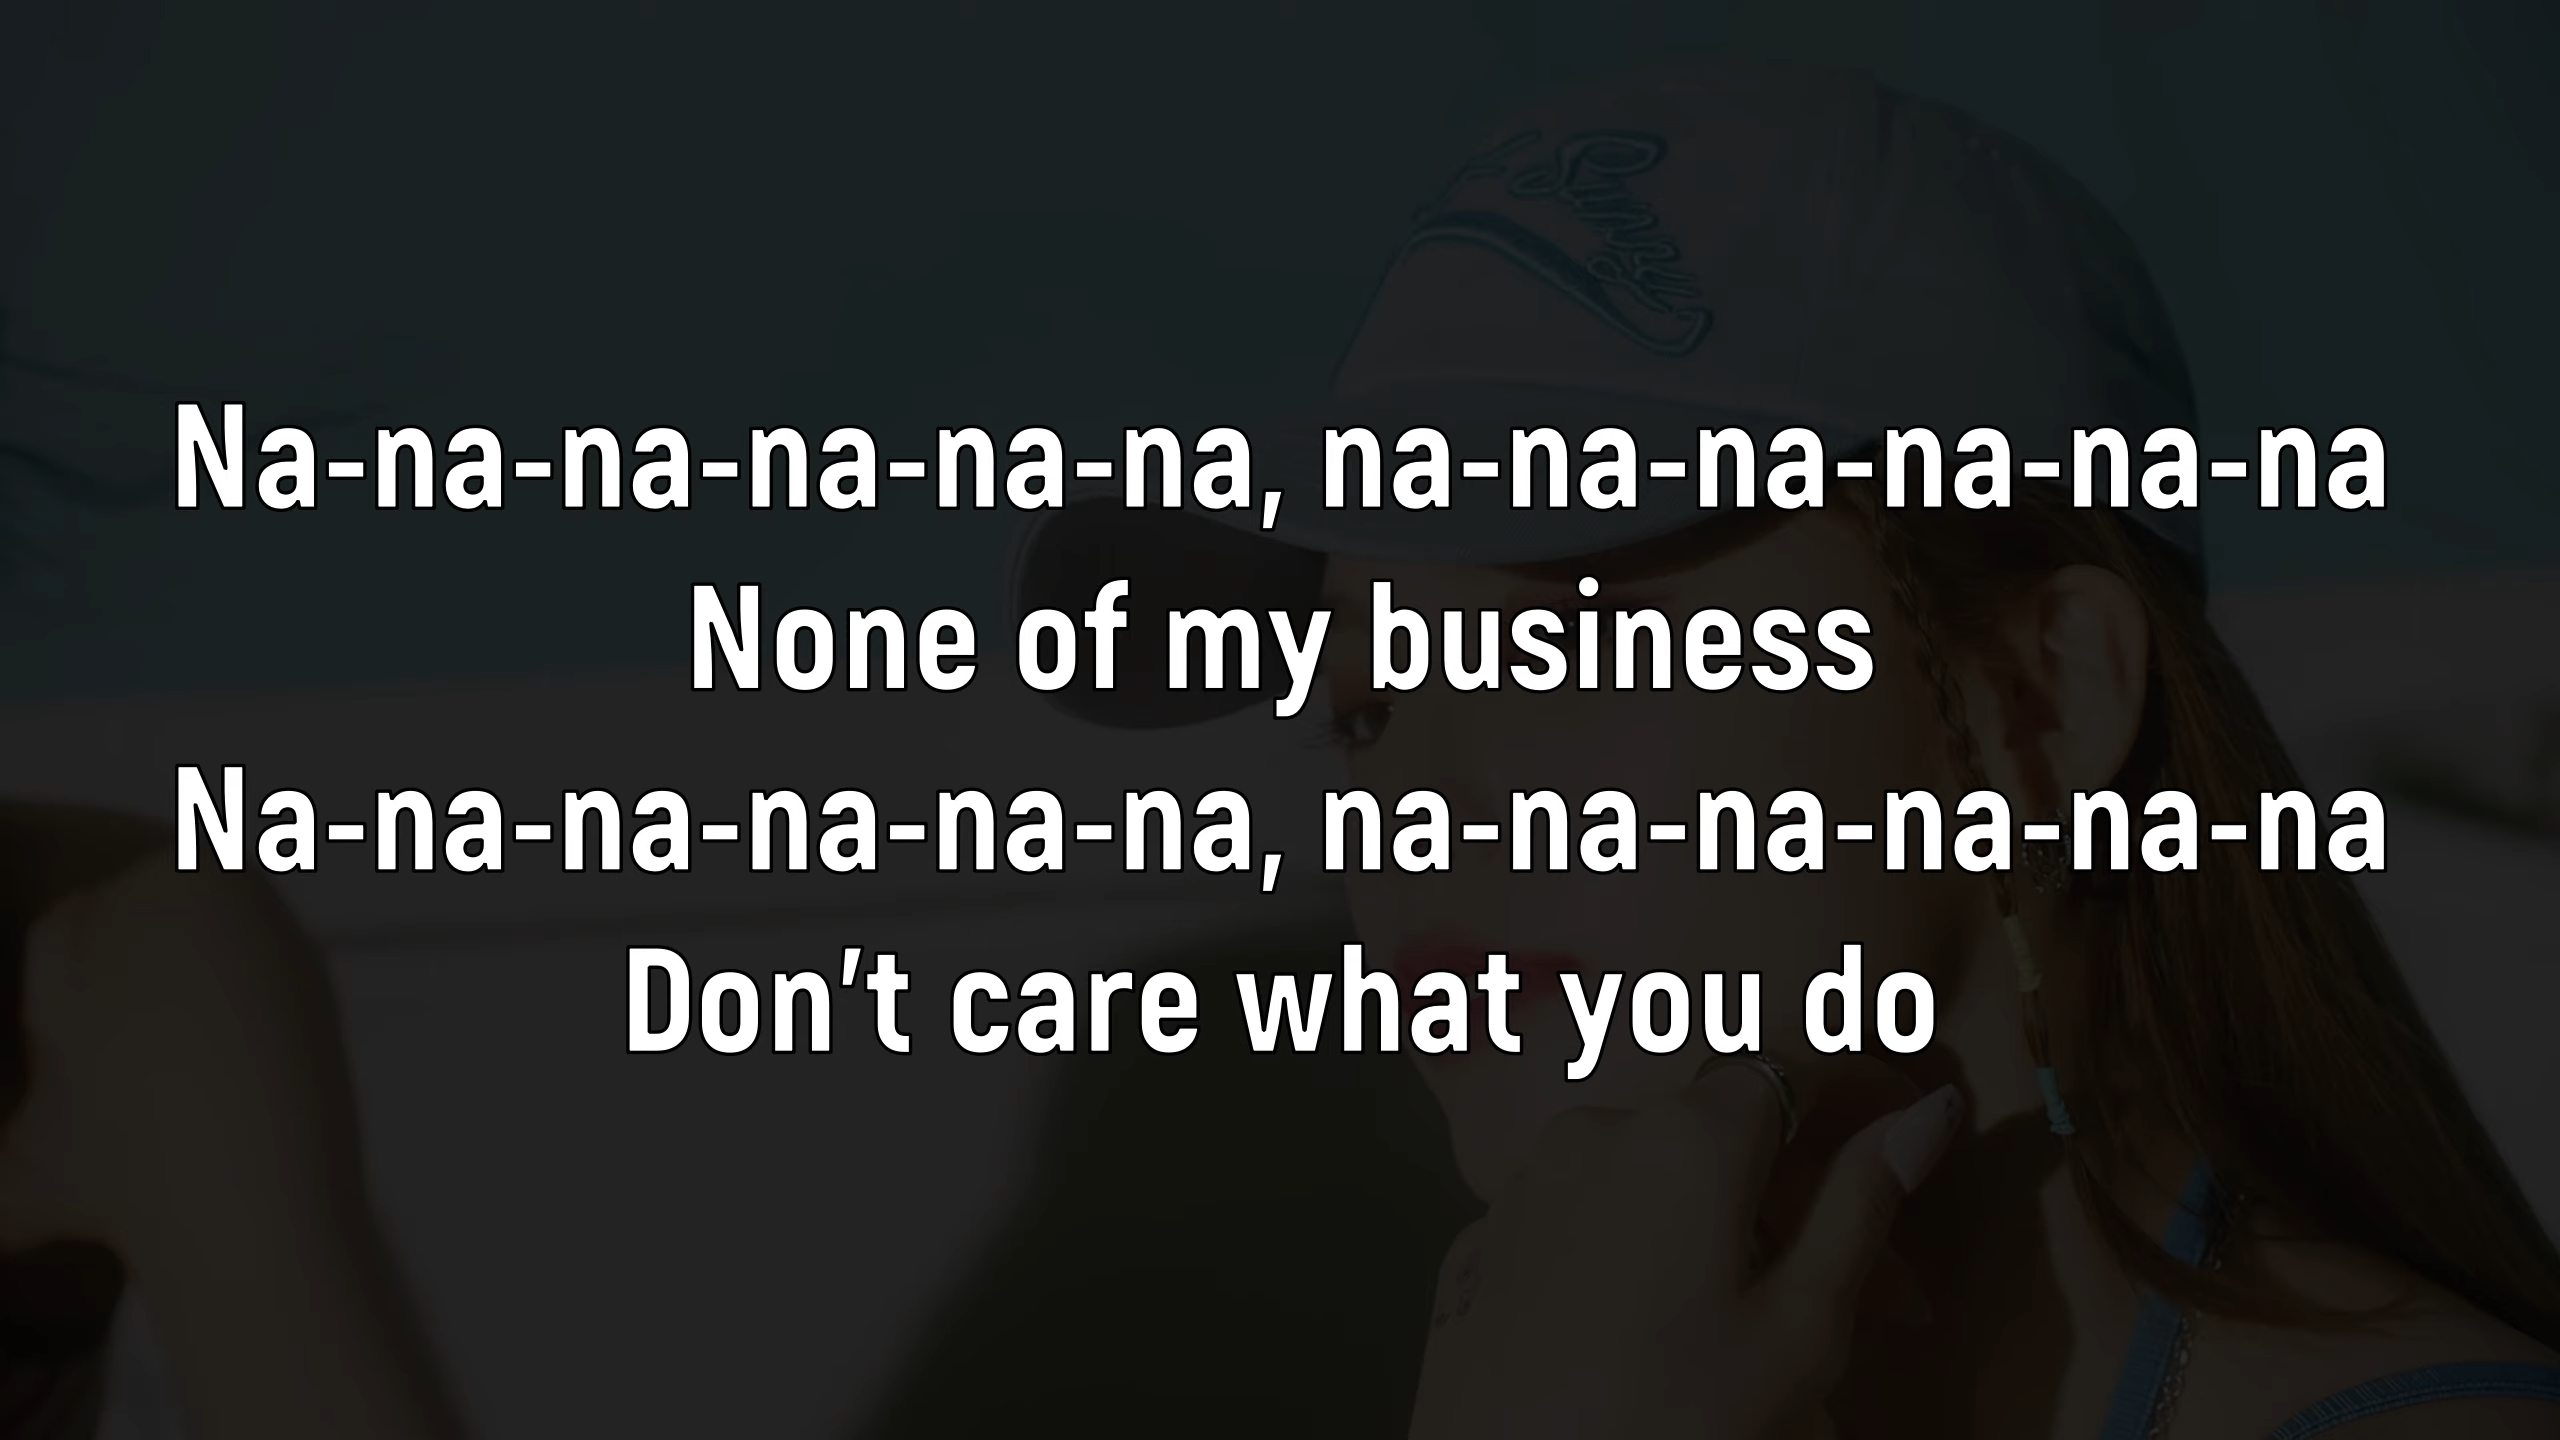 Sunny
Na-na-na-na-na-na, na-na-na-na-na-na
None of my business
Na-na-na-na-na-na, na-na-na-na-na-na
Don't care what you do